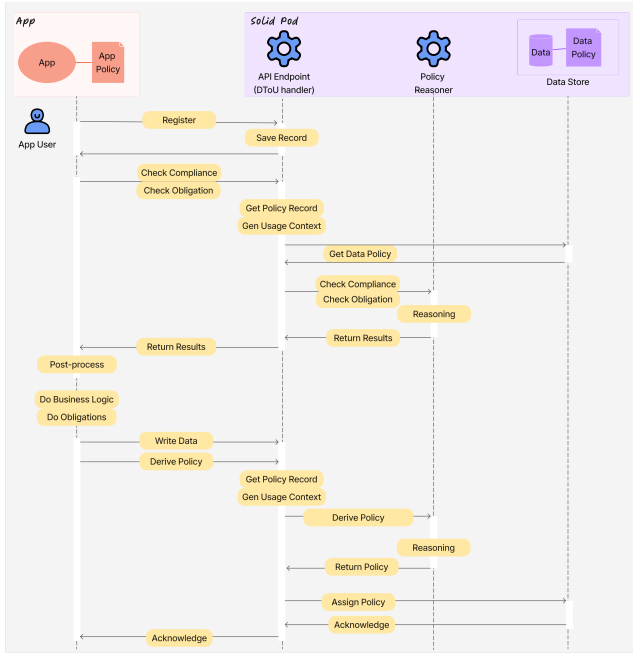 App
Solid Pod
App
App
Policy
API Endpoint
(DToU handler)
Policy
Reasoner
Data
Data
Policy
Data Store
App User
Register
Save Record
Check Compliance
Check Obligation
Get Policy Record
Gen Usage Context
Get Data Policy
Check Compliance
Check Obligation
Reasoning
Return Results
Return Results
Post-process
Do Business Logic
Do Obligations
Write Data
Derive Policy
Get Policy Record
Gen Usage Context
Derive Policy
Reasoning
Return Policy
Assign Policy
Acknowledge
Acknowledge